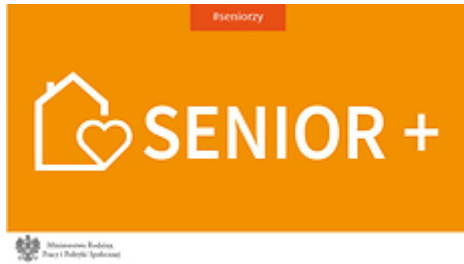 #seniorzy
SENIOR +
Ministerstwo Rodziny,
Pracy i Polityki Społecznej